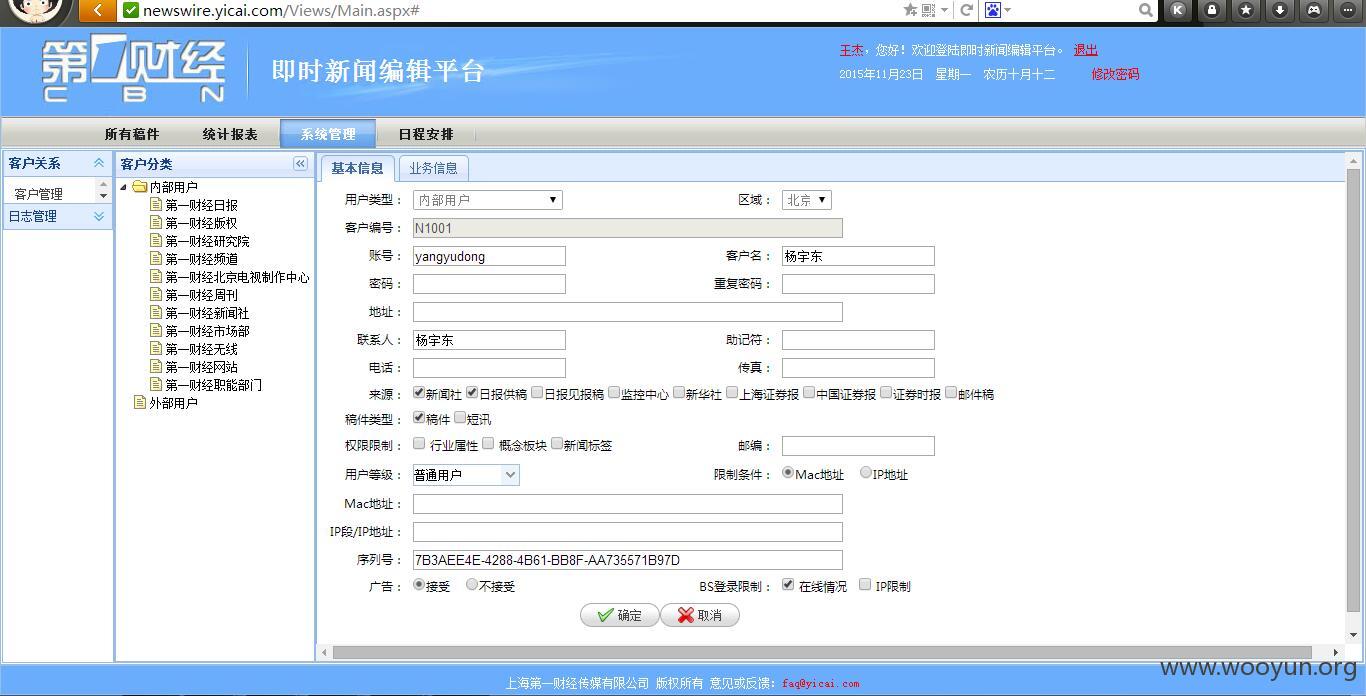 newswire.yicai.com/Views/Main.aspx#
第1财经
C B N
即时新闻编辑平台
王杰，您好！欢迎登陆即时新闻编辑平台。 退出
2015年11月23日 星期一 农历十月十二 修改密码
所有稿件 统计报表 系统管理 日程安排
客户关系
客户管理
日志管理
客户分类
内部用户
第一财经日报
第一财经版权
第一财经研究院
第一财经频道
第一财经北京电视制作中心
第一财经周刊
第一财经新闻社
第一财经市场部
第一财经无线
第一财经网站
第一财经职能部门
外部用户
基本信息 业务信息
用户类型： 内部用户 区域： 北京
客户编号： N1001
账号： yangyudong 客户名： 杨宇东
密码： 重复密码：
地址：
联系人： 杨宇东 助记符：
电话： 传真：
来源： 新闻社 日报供稿 日报见报稿 监控中心 新华社 上海证券报 中国证券报 证券时报 邮件稿
稿件类型： 稿件 短讯
权限限制： 行业属性 概念板块 新闻标签 邮编：
用户等级： 普通用户 限制条件： Mac地址 IP地址
Mac地址：
IP段/IP地址：
序列号： 7B3AEE4E-4288-4B61-BB8F-AA735571B97D
广告： 接受 不接受 BS登录限制： 在线情况 IP限制
确定 取消
上海第一财经传媒有限公司 版权所有 意见或反馈：faq@yicai.com
www.wooyun.org